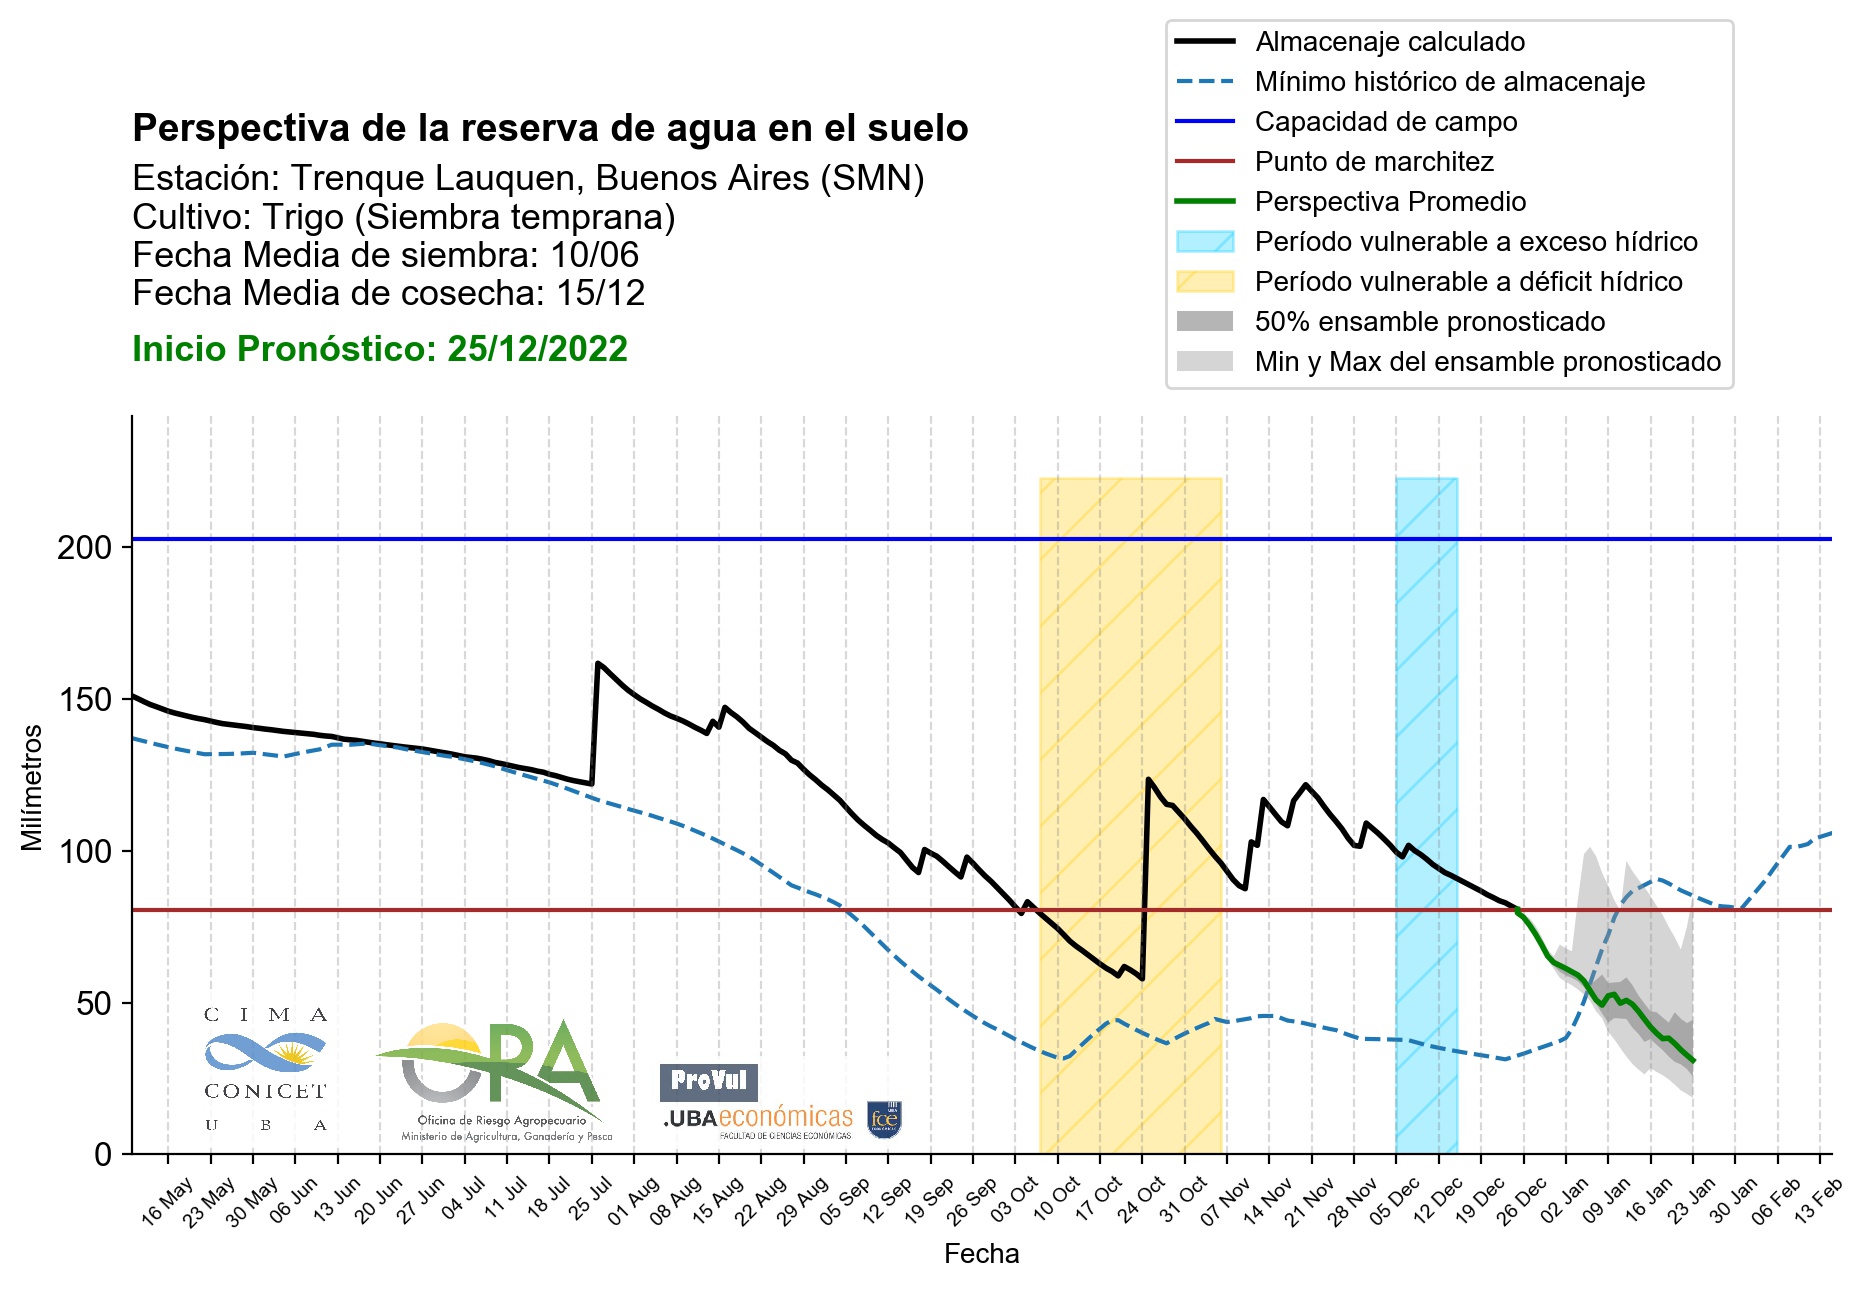 Almacenaje calculado
Mínimo histórico de almacenaje
Capacidad de campo
Punto de marchitez
Perspectiva Promedio
Período vulnerable a exceso hídrico
Período vulnerable a déficit hídrico
50% ensamble pronosticado
Min y Max del ensamble pronosticado
Perspectiva de la reserva de agua en el suelo
Estación: Trenque Lauquen, Buenos Aires (SMN)
Cultivo: Trigo (Siembra temprana)
Fecha Media de siembra: 10/06
Fecha Media de cosecha: 15/12
Inicio Pronóstico: 25/12/2022
200
150
100
50
0
Milímetros
CIMA
CONICET
UBA
ORA
Oficina de Riesgo Agropecuario
Ministerio de Agricultura, Ganadería y Pesca
ProVul
.UBAeconómicas
FACULTAD DE CIENCIAS ECONÓMICAS
UBA
fce
16 May 23 May 30 May 06 Jun 13 Jun 20 Jun 27 Jun 04 Jul 11 Jul 18 Jul 25 Jul 01 Aug 08 Aug 15 Aug 22 Aug 29 Aug 05 Sep 12 Sep 19 Sep 26 Sep 03 Oct 10 Oct 17 Oct 24 Oct 31 Oct 07 Nov 14 Nov 21 Nov 28 Nov 05 Dec 12 Dec 19 Dec 26 Dec 02 Jan 09 Jan 16 Jan 23 Jan 30 Jan 06 Feb 13 Feb
Fecha